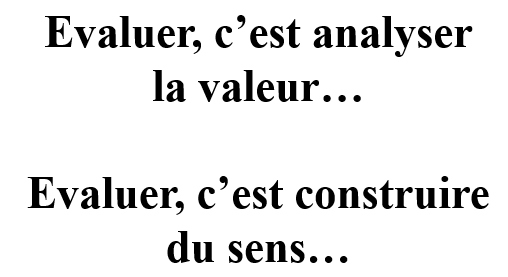 Evaluer, c’est analyser
la valeur…
Evaluer, c’est construire
du sens…